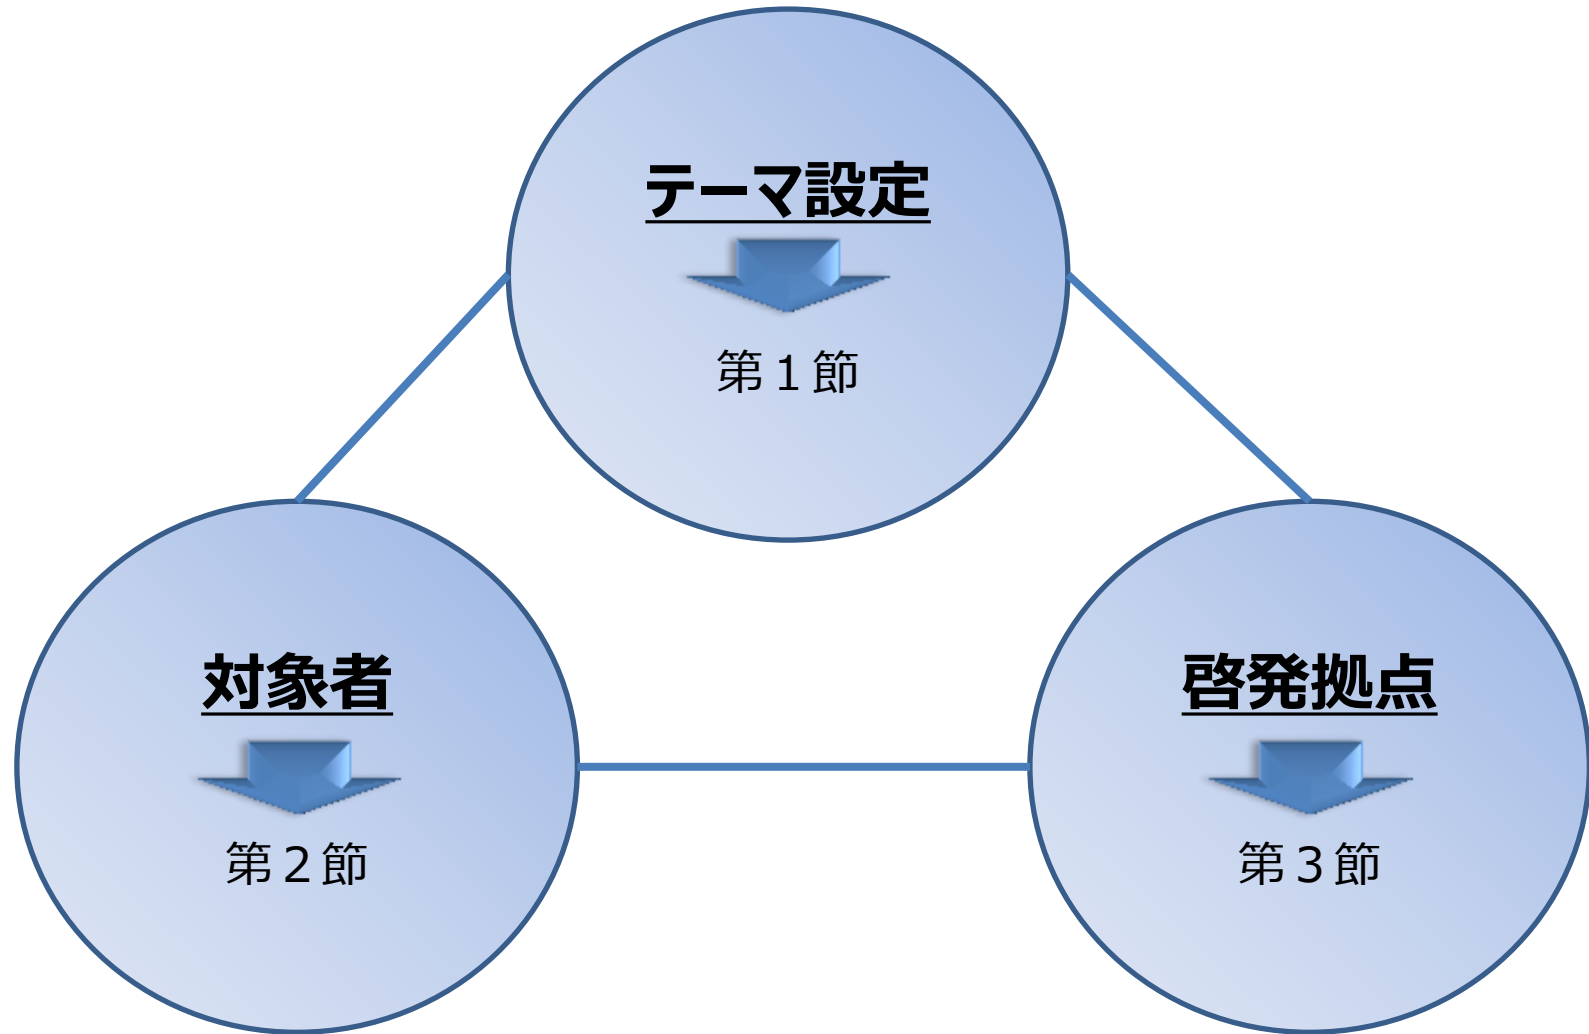 テーマ設定
第１節
対象者
第２節
啓発拠点
第３節